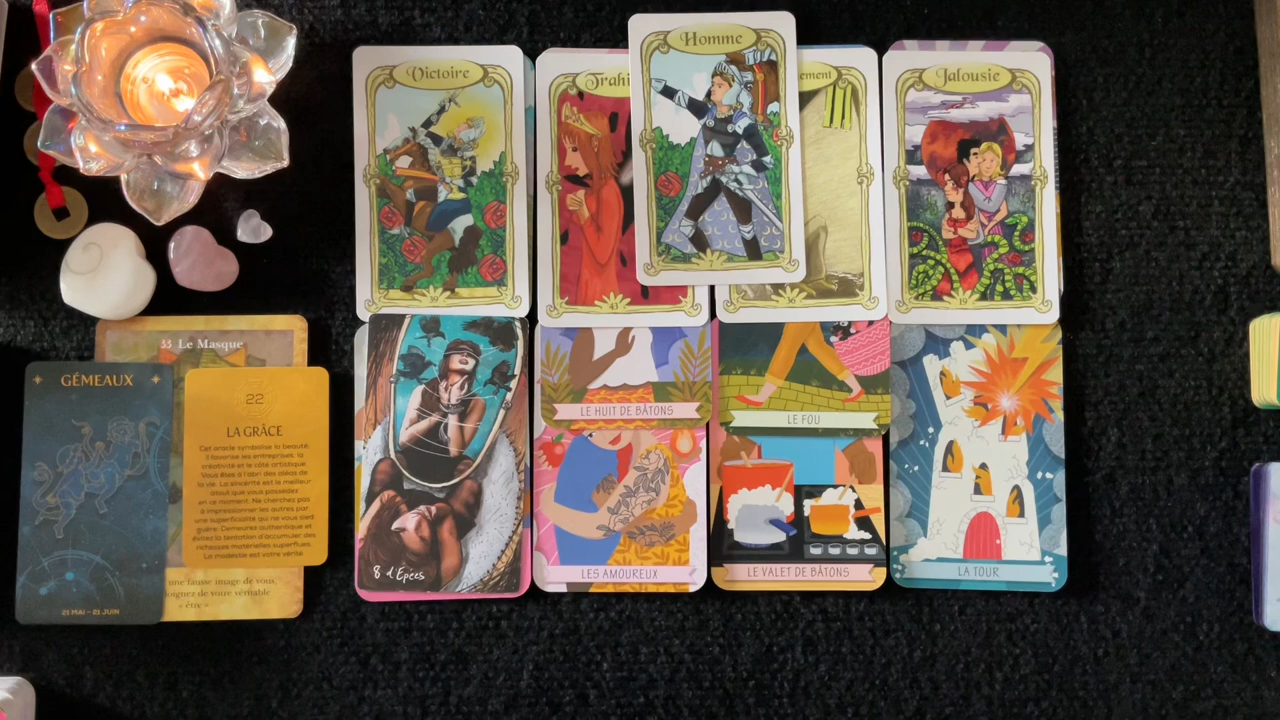 Victoire
39
Trahi
41
Homme
ement
36
Jalousie
19
33 Le Masque
GÉMEAUX
22
LA GRÂCE
Cet oracle symbolise la beauté,
il favorise les entreprises, la
créativité et le côté artistique.
Vous êtes à l'abri des aléas de
la vie. La sincérité est le meilleur
atout que vous possédez
en ce moment. Ne cherchez pas
à impressionner les autres par
une superficialité qui ne vous sied
guère. Demeurez authentique et
évitez la tentation d'accumuler des
richesses matérielles superflues.
La modestie est votre vérité.
une fausse image de vous,
loignez de votre véritable
« être »
21 MAI - 21 JUIN
LE HUIT DE BÂTONS
LE FOU
8 d'Épées
LES AMOUREUX
LE VALET DE BÂTONS
LA TOUR